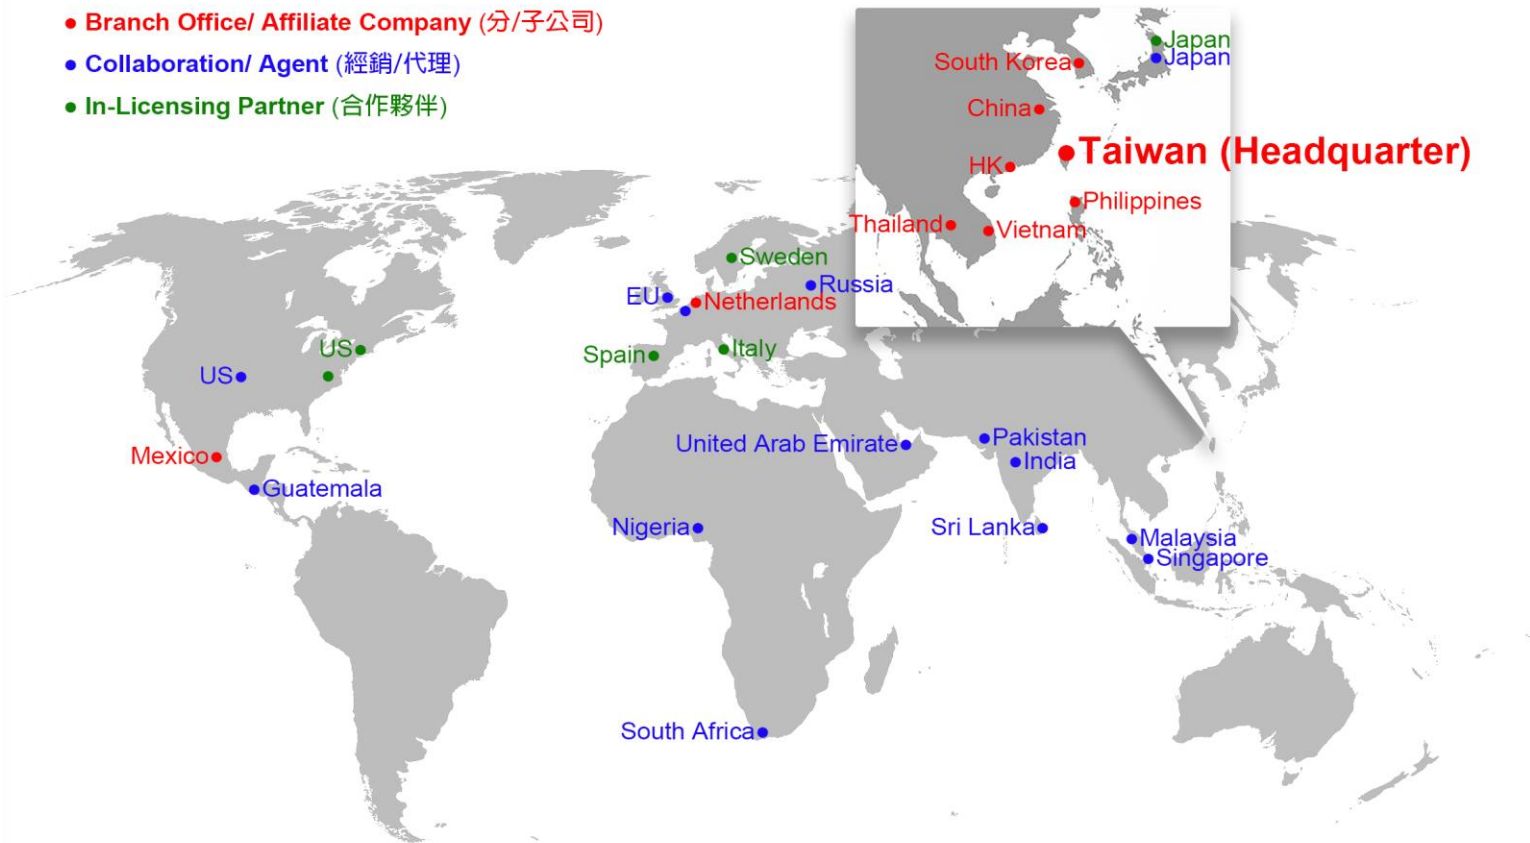 ● Branch Office/ Affiliate Company (分/子公司)
● Collaboration/ Agent (經銷/代理)
● In-Licensing Partner (合作夥伴)
Japan
Japan
South Korea
China
Taiwan (Headquarter)
HK
Philippines
Thailand
Vietnam
Sweden
Russia
EU
Netherlands
US
Spain
Italy
US
United Arab Emirate
Pakistan
Mexico
India
Guatemala
Nigeria
Sri Lanka
Malaysia
Singapore
South Africa